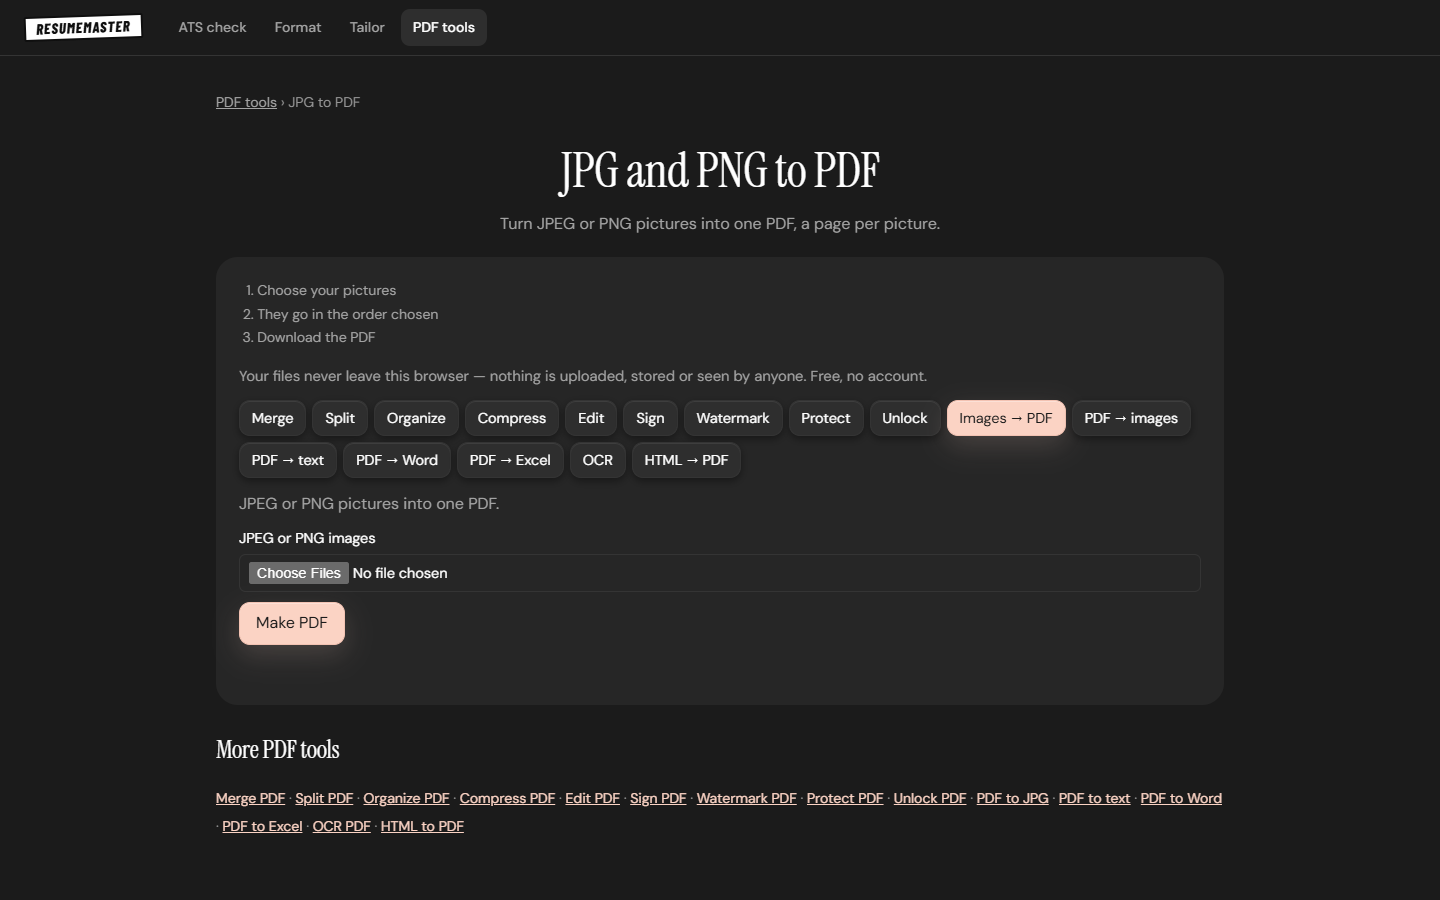 RESUMEMASTER
ATS check
Format
Tailor
PDF tools
PDF tools › JPG to PDF
JPG and PNG to PDF
Turn JPEG or PNG pictures into one PDF, a page per picture.
1. Choose your pictures
2. They go in the order chosen
3. Download the PDF
Your files never leave this browser — nothing is uploaded, stored or seen by anyone. Free, no account.
Merge Split Organize Compress Edit Sign Watermark Protect Unlock Images → PDF PDF → images
PDF → text PDF → Word PDF → Excel OCR HTML → PDF
JPEG or PNG pictures into one PDF.
JPEG or PNG images
Choose Files No file chosen
Make PDF
More PDF tools
Merge PDF · Split PDF · Organize PDF · Compress PDF · Edit PDF · Sign PDF · Watermark PDF · Protect PDF · Unlock PDF · PDF to JPG · PDF to text · PDF to Word
· PDF to Excel · OCR PDF · HTML to PDF